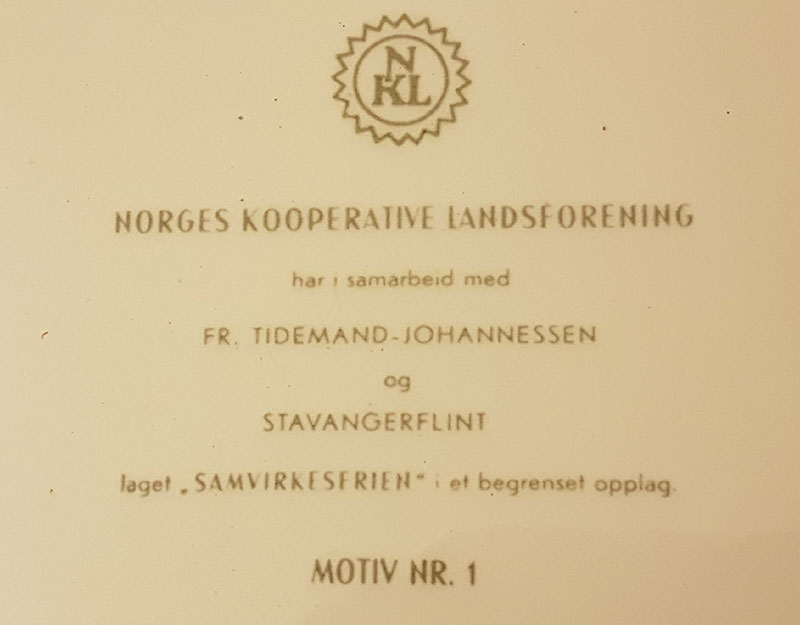 N
KL
NORGES KOOPERATIVE LANDSFORENING
har i samarbeid med
FR. TIDEMAND-JOHANNESSEN
og
STAVANGERFLINT
laget „SAMVIRKESERIEN“ i et begrenset opplag.
MOTIV NR. 1